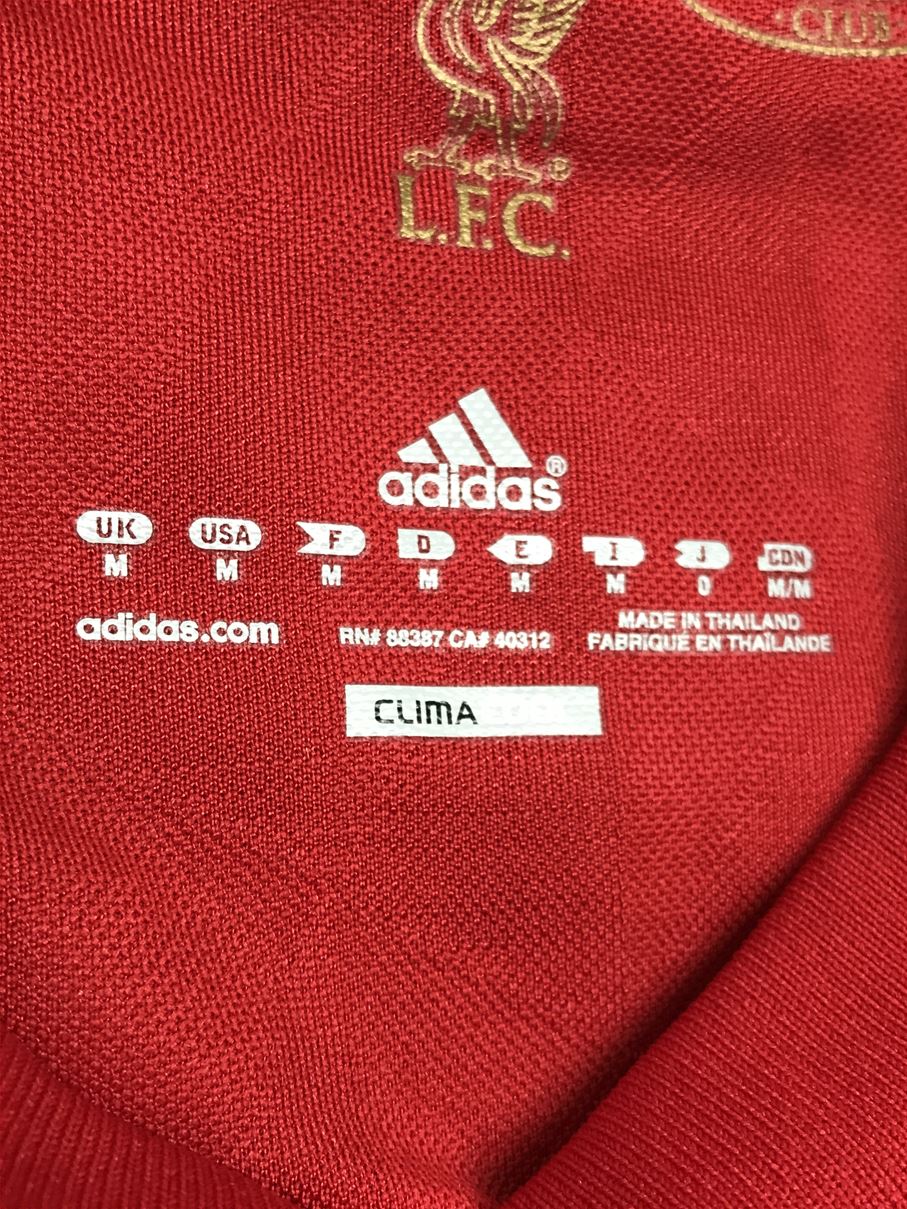 ·CLUB·
L.F.C.
adidas®
UK USA F D E I J CDN
M M M M M M O M/M
adidas.com RN# 88387 CA# 40312 MADE IN THAILAND
FABRIQUÉ EN THAÏLANDE
CLIMA